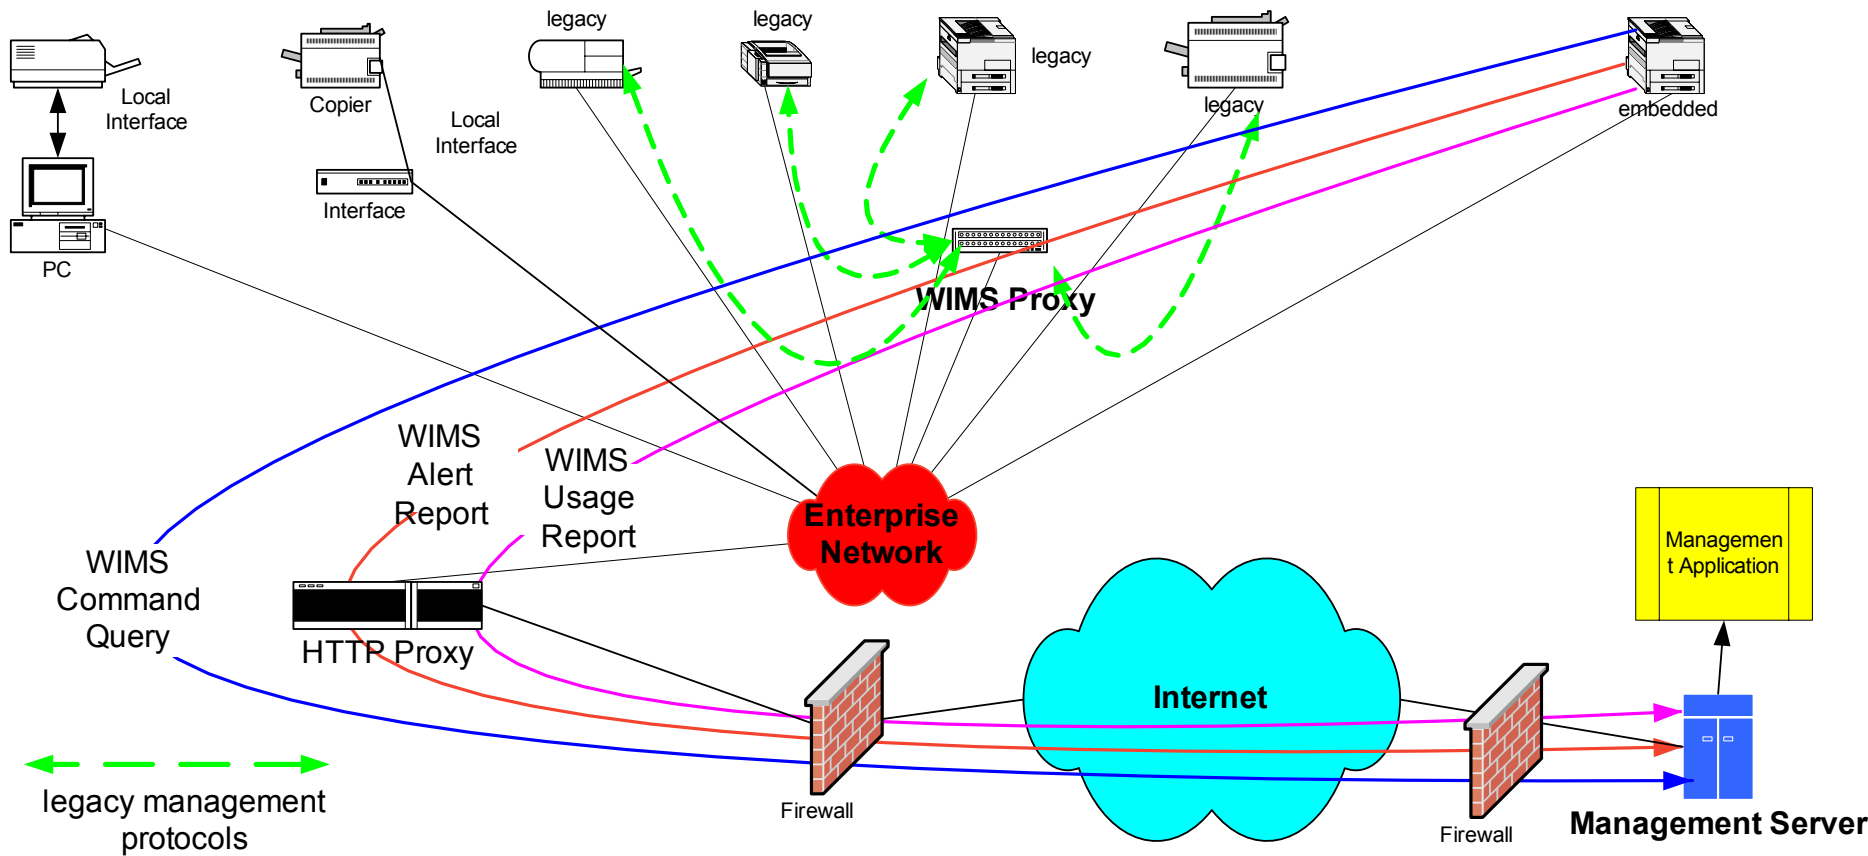 legacy
legacy
legacy
legacy
embedded
Local
Interface
Copier
Local
Interface
Interface
PC
WIMS Proxy
WIMS
Alert
Report
WIMS
Usage
Report
Enterprise
Network
WIMS
Command
Query
HTTP Proxy
Internet
Managemen
t Application
legacy management
protocols
Firewall
Firewall
Management Server